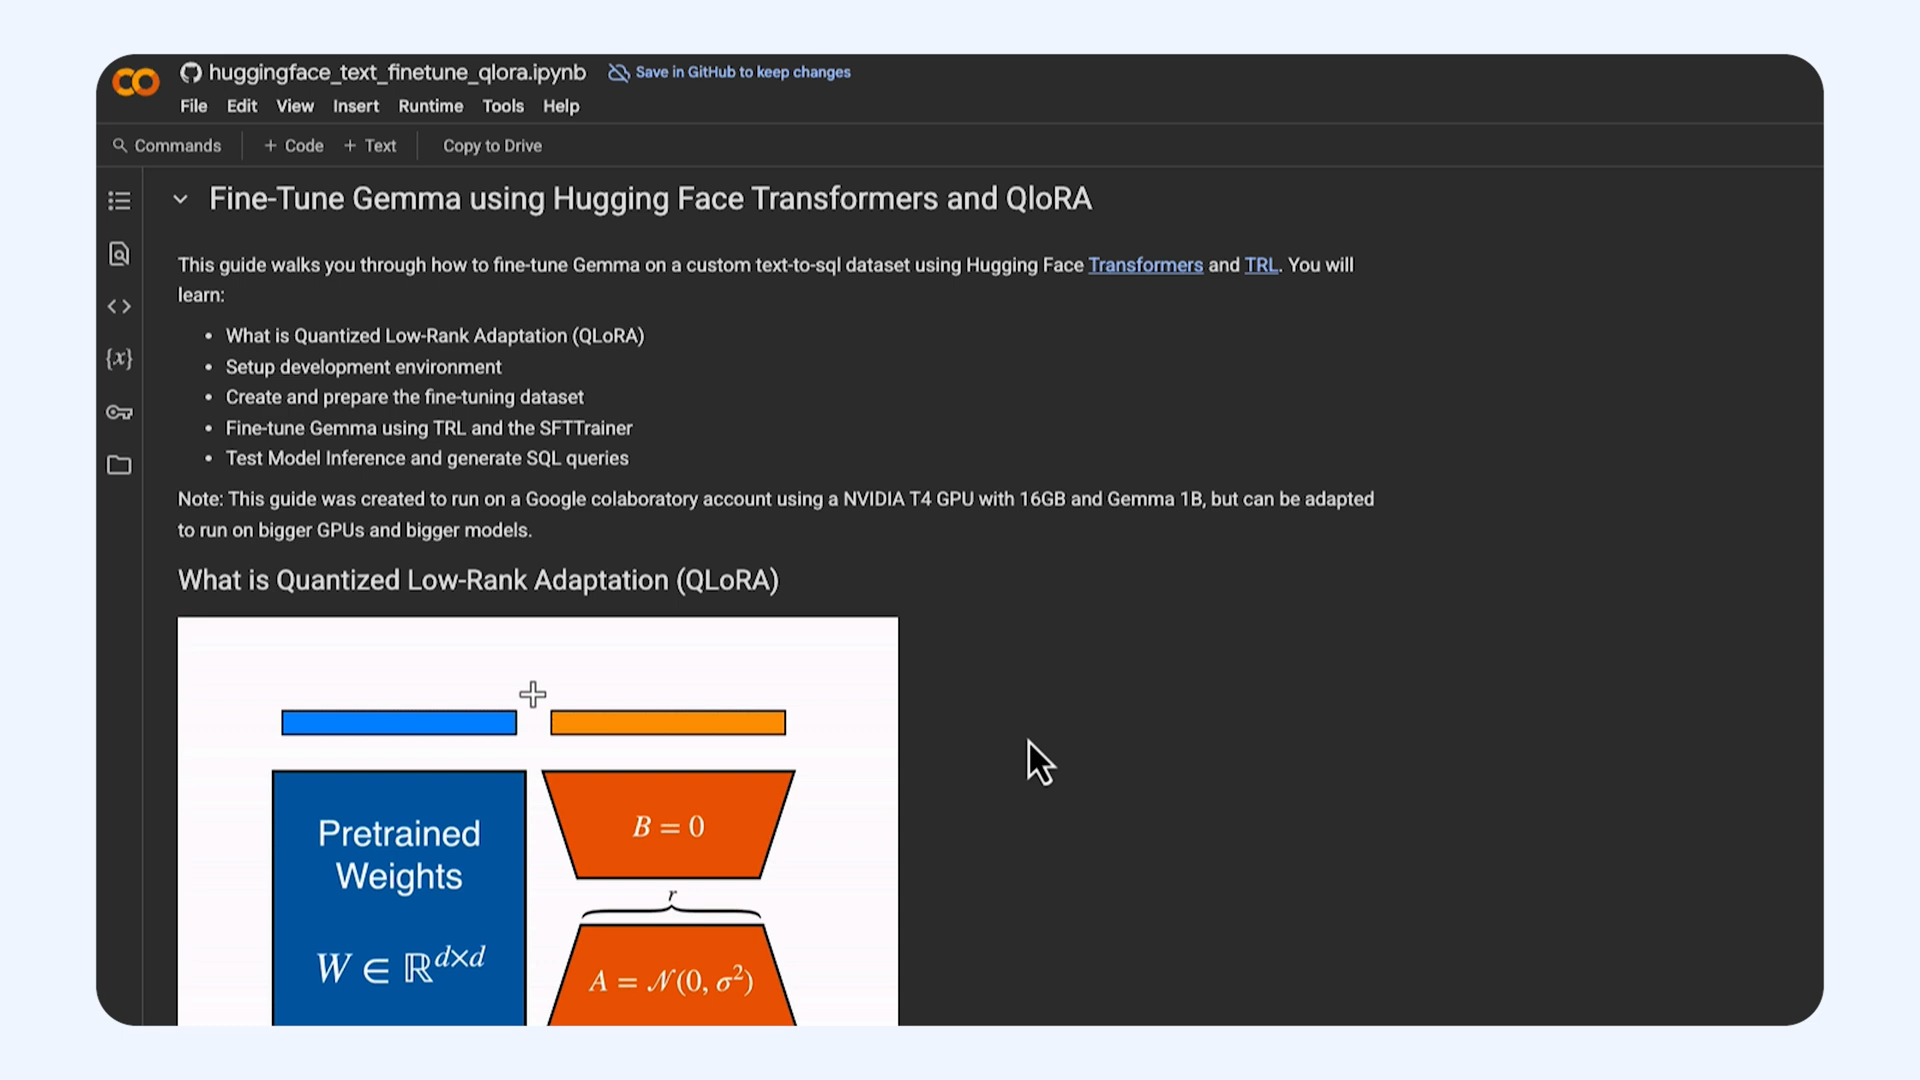 huggingface_text_finetune_qlora.ipynb Save in GitHub to keep changes
File Edit View Insert Runtime Tools Help
Commands + Code + Text Copy to Drive
Fine-Tune Gemma using Hugging Face Transformers and QloRA
This guide walks you through how to fine-tune Gemma on a custom text-to-sql dataset using Hugging Face Transformers and TRL. You will
learn:
• What is Quantized Low-Rank Adaptation (QLoRA)
• Setup development environment
• Create and prepare the fine-tuning dataset
• Fine-tune Gemma using TRL and the SFTTrainer
• Test Model Inference and generate SQL queries
Note: This guide was created to run on a Google colaboratory account using a NVIDIA T4 GPU with 16GB and Gemma 1B, but can be adapted
to run on bigger GPUs and bigger models.
What is Quantized Low-Rank Adaptation (QLoRA)
Pretrained
Weights
W ∈ ℝ^{d×d}
B = 0
r
A = 𝒩(0, σ²)